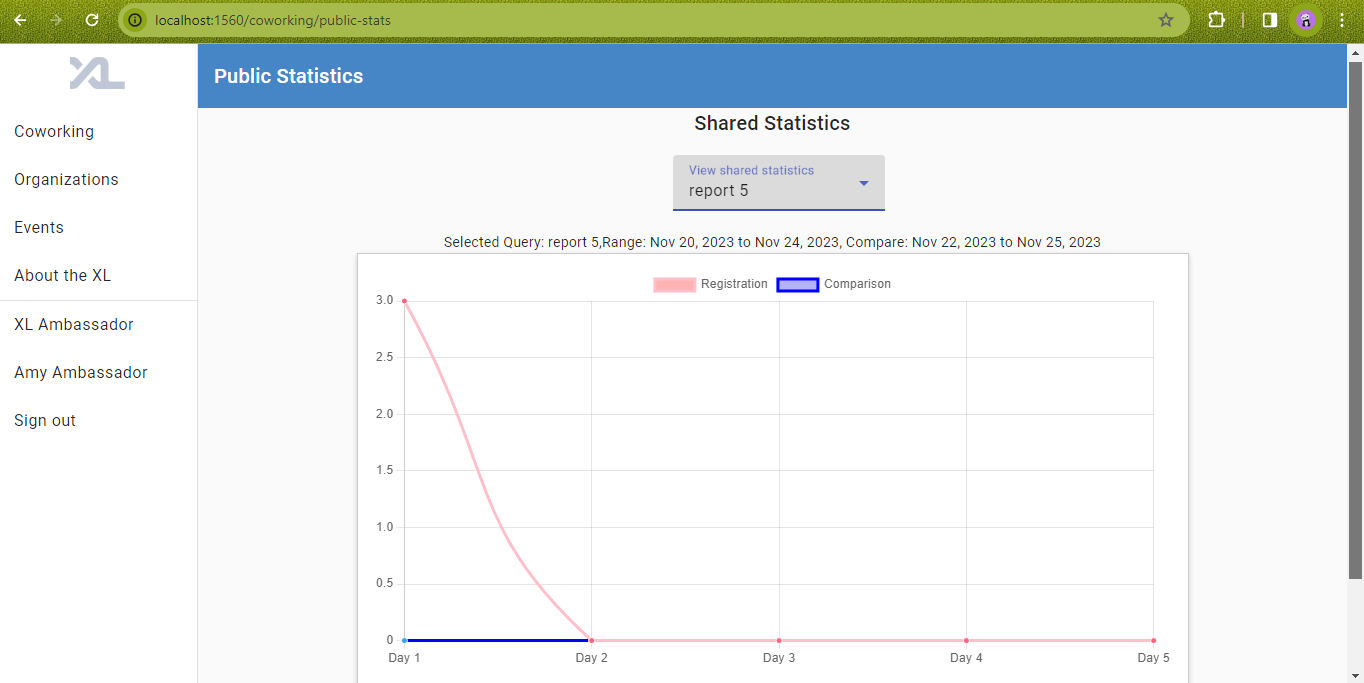 localhost:1560/coworking/public-stats
XL
Public Statistics
Coworking
Organizations
Events
About the XL
XL Ambassador
Amy Ambassador
Sign out
Shared Statistics
View shared statistics
report 5
Selected Query: report 5,Range: Nov 20, 2023 to Nov 24, 2023, Compare: Nov 22, 2023 to Nov 25, 2023
Registration Comparison
3.0
2.5
2.0
1.5
1.0
0.5
0
Day 1 Day 2 Day 3 Day 4 Day 5